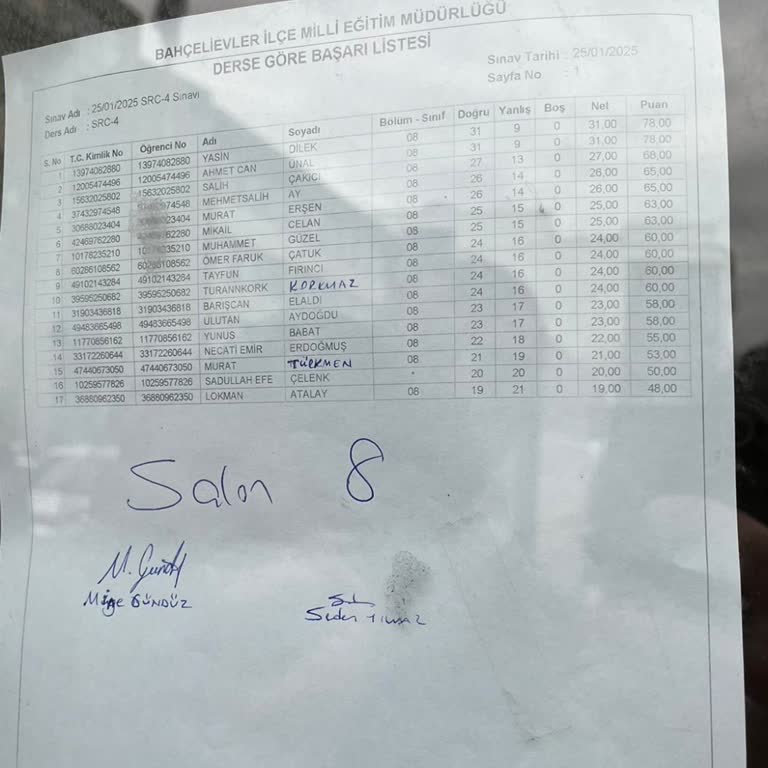 BAHÇELİEVLER İLÇE MİLLİ EĞİTİM MÜDÜRLÜĞÜ
DERSE GÖRE BAŞARI LİSTESİ
Sınav Adı : 25/01/2025 SRC-4 Sınavı
Sınav Tarihi : 25/01/2025
Ders Adı : SRC-4
Sayfa No : 1
S. No T.C. Kimlik No Öğrenci No Adı Soyadı Bölüm - Sınıf Doğru Yanlış Boş Net Puan
1 13974082880 13974082880 YASİN DİLEK 08 31 9 0 31,00 78,00
2 12005474496 12005474496 AHMET CAN ÜNAL 08 31 9 0 31,00 78,00
3 15632025802 15632025802 SALİH ÇAKICI 08 27 13 0 27,00 68,00
4 37432974548 974548 MEHMETSALİH AY 08 26 14 0 26,00 65,00
5 30688023404 023404 MURAT ERŞEN 08 26 14 0 26,00 65,00
6 42469762280 762280 MİKAİL CELAN 08 25 15 0 25,00 63,00
7 10178235210 235210 MUHAMMET GÜZEL 08 25 15 0 25,00 63,00
8 60286108562 60286108562 ÖMER FARUK ÇATUK 08 24 16 0 24,00 60,00
9 49102143284 49102143284 TAYFUN FIRINCI 08 24 16 0 24,00 60,00
10 39595250682 39595250682 TURANNKORK KORKMAZ 08 24 16 0 24,00 60,00
11 31903436818 31903436818 BARIŞCAN ELALDI 08 24 16 0 24,00 60,00
12 49483665498 49483665498 ULUTAN AYDOĞDU 08 23 17 0 23,00 58,00
13 11770856162 11770856162 YUNUS BABAT 08 23 17 0 23,00 58,00
14 33172260644 33172260644 NECATİ EMİR ERDOĞMUŞ 08 22 18 0 22,00 55,00
15 47440673050 47440673050 MURAT TÜRKMEN 08 21 19 0 21,00 53,00
16 10259577826 10259577826 SADULLAH EFE ÇELENK 20 20 0 20,00 50,00
17 36880962350 36880962350 LOKMAN ATALAY 08 19 21 0 19,00 48,00
Salon 8
M. Gündüz
Müge GÜNDÜZ
Seden YILMAZ